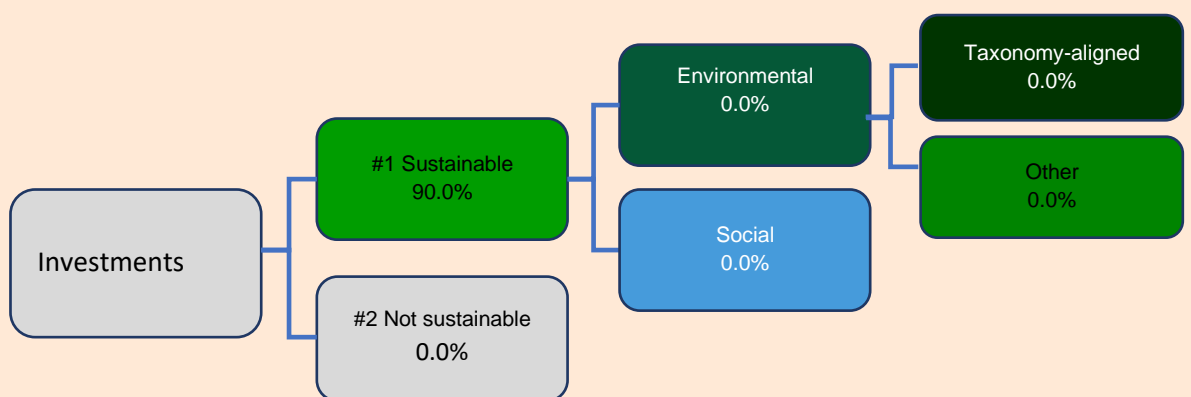 Investments
#1 Sustainable
90.0%
#2 Not sustainable
0.0%
Environmental
0.0%
Social
0.0%
Taxonomy-aligned
0.0%
Other
0.0%